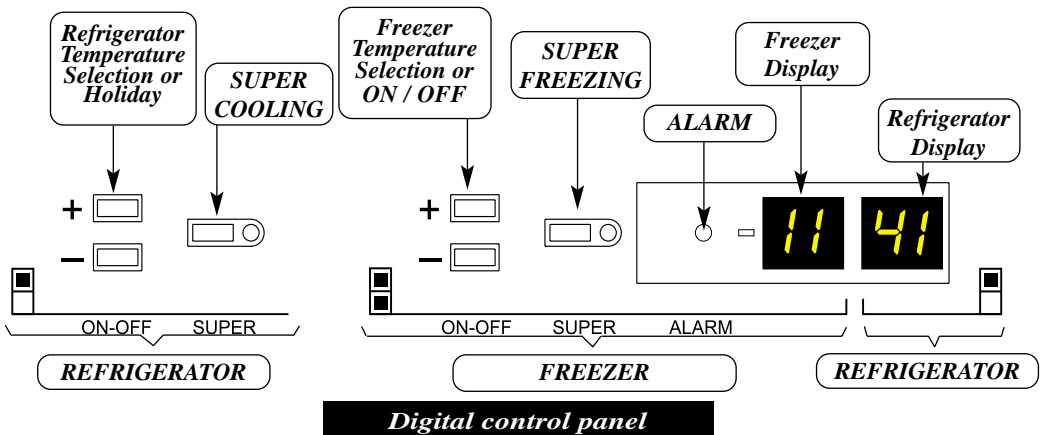 Refrigerator
Temperature
Selection or
Holiday
SUPER
COOLING
Freezer
Temperature
Selection or
ON / OFF
SUPER
FREEZING
ALARM
Freezer
Display
Refrigerator
Display
+
−
+
−
- 11 41
ON-OFF SUPER
ON-OFF SUPER ALARM
REFRIGERATOR
FREEZER
REFRIGERATOR
Digital control panel